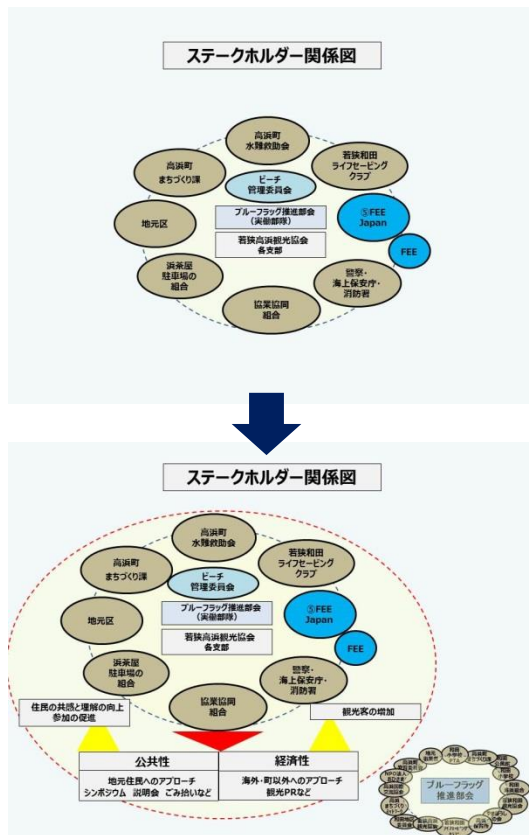 ステークホルダー関係図
高浜町
水難救助会
高浜町
まちづくり課
若狭和田
ライフセービング
クラブ
ビーチ
管理委員会
地元区
ブルーフラッグ推進部会
(実働部隊)
⑤FEE
Japan
若狭高浜観光協会
各支部
FEE
浜茶屋
駐車場の
組合
警察・
海上保安庁・
消防署
協業協同
組合
ステークホルダー関係図
高浜町
水難救助会
高浜町
まちづくり課
若狭和田
ライフセービング
クラブ
ビーチ
管理委員会
地元区
ブルーフラッグ推進部会
(実働部隊)
⑤FEE
Japan
若狭高浜観光協会
各支部
FEE
浜茶屋
駐車場の
組合
警察・
海上保安庁・
消防署
協業協同
組合
住民の共感と理解の向上
参加の促進
観光客の増加
公共性
経済性
地元住民へのアプローチ
シンポジウム 説明会 ごみ拾いなど
海外・町以外へのアプローチ
観光PRなど
ブルーフラッグ
推進部会